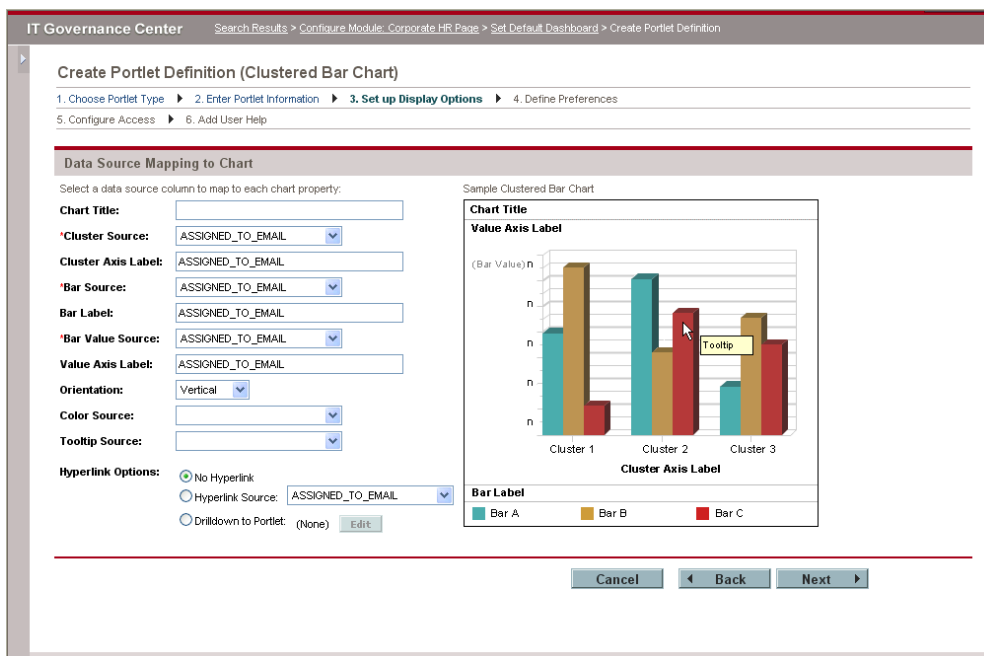 IT Governance Center Search Results > Configure Module: Corporate HR Page > Set Default Dashboard > Create Portlet Definition
Create Portlet Definition (Clustered Bar Chart)
1. Choose Portlet Type 2. Enter Portlet Information 3. Set up Display Options 4. Define Preferences
5. Configure Access 6. Add User Help
Data Source Mapping to Chart
Select a data source column to map to each chart property:
Chart Title:
*Cluster Source: ASSIGNED_TO_EMAIL
Cluster Axis Label: ASSIGNED_TO_EMAIL
*Bar Source: ASSIGNED_TO_EMAIL
Bar Label: ASSIGNED_TO_EMAIL
*Bar Value Source: ASSIGNED_TO_EMAIL
Value Axis Label: ASSIGNED_TO_EMAIL
Orientation: Vertical
Color Source:
Tooltip Source:
Hyperlink Options:
No Hyperlink
Hyperlink Source: ASSIGNED_TO_EMAIL
Drilldown to Portlet: (None) Edit
Sample Clustered Bar Chart
Chart Title
Value Axis Label
(Bar Value) n
n
n
n
n
Tooltip
Cluster 1 Cluster 2 Cluster 3
Cluster Axis Label
Bar Label
Bar A Bar B Bar C
Cancel Back Next